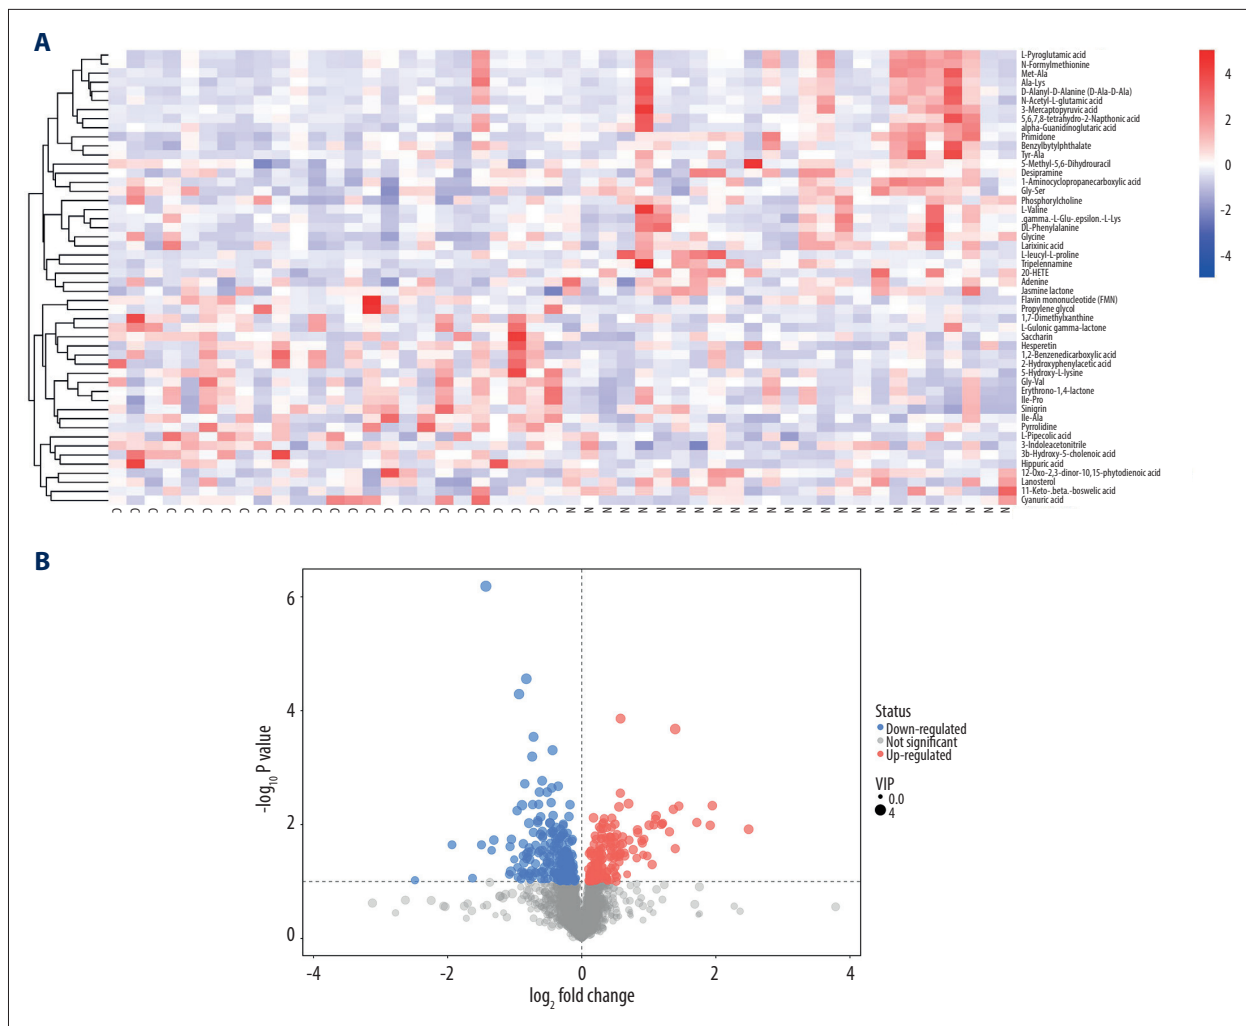 A
L-Pyroglutamic acid
N-Formylmethionine
Met-Ala
Ala-Lys
D-Alanyl-D-Alanine (D-Ala-D-Ala)
N-Acetyl-L-glutamic acid
3-Mercaptopyruvic acid
5,6,7,8-tetrahydro-2-Napthonic acid
alpha-Guanidinoglutaric acid
Primidone
Benzylbytylphthalate
Tyr-Ala
5-Methyl-5,6-Dihydrouracil
Desipramine
1-Aminocyclopropanecarboxylic acid
Gly-Ser
Phosphorylcholine
L-Valine
.gamma.-L-Glu-.epsilon.-L-Lys
DL-Phenylalanine
Glycine
Larixinic acid
L-leucyl-L-proline
Tripelennamine
20-HETE
Adenine
Jasmine lactone
Flavin mononucleotide (FMN)
Propylene glycol
1,7-Dimethylxanthine
L-Gulonic gamma-lactone
Saccharin
Hesperetin
1,2-Benzenedicarboxylic acid
2-Hydroxyphenylacetic acid
5-Hydroxy-L-lysine
Gly-Val
Erythrono-1,4-lactone
Ile-Pro
Sinigrin
Ile-Ala
Pyrrolidine
L-Pipecolic acid
3-Indoleacetonitrile
3b-Hydroxy-5-cholenoic acid
Hippuric acid
12-Oxo-2,3-dinor-10,15-phytodienoic acid
Lanosterol
11-Keto-.beta.-boswelic acid
Cyanuric acid
C C C C C C C C C C C C C C C C C C C C C C C C C N N N N N N N N N N N N N N N N N N N N N N N N N
4
2
0
-2
-4
B
6
4
2
0
-log10 P value
-4 -2 0 2 4
log2 fold change
Status
Down-regulated
Not significant
Up-regulated
VIP
0.0
4